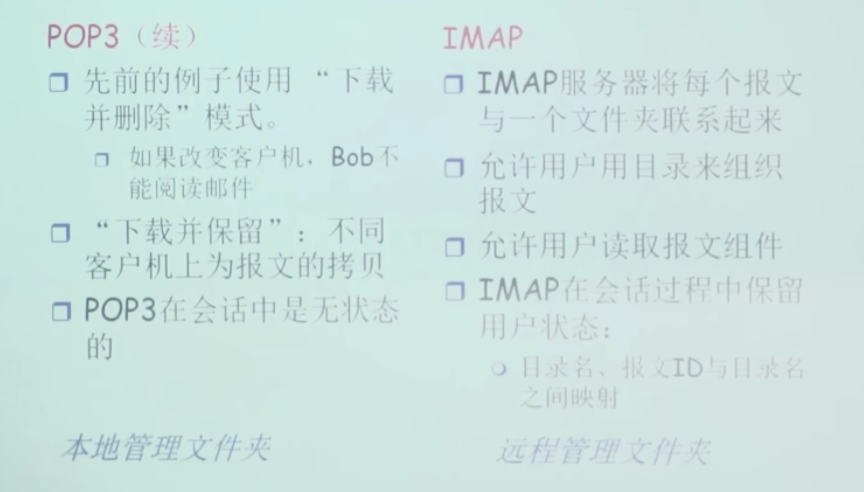 POP3（续）
先前的例子使用 “下载
并删除”模式。
如果改变客户机，Bob不
能阅读邮件
“下载并保留”：不同
客户机上为报文的拷贝
POP3在会话中是无状态
的
本地管理文件夹
IMAP
IMAP服务器将每个报文
与一个文件夹联系起来
允许用户用目录来组织
报文
允许用户读取报文组件
IMAP在会话过程中保留
用户状态：
目录名、报文ID与目录名
之间映射
远程管理文件夹